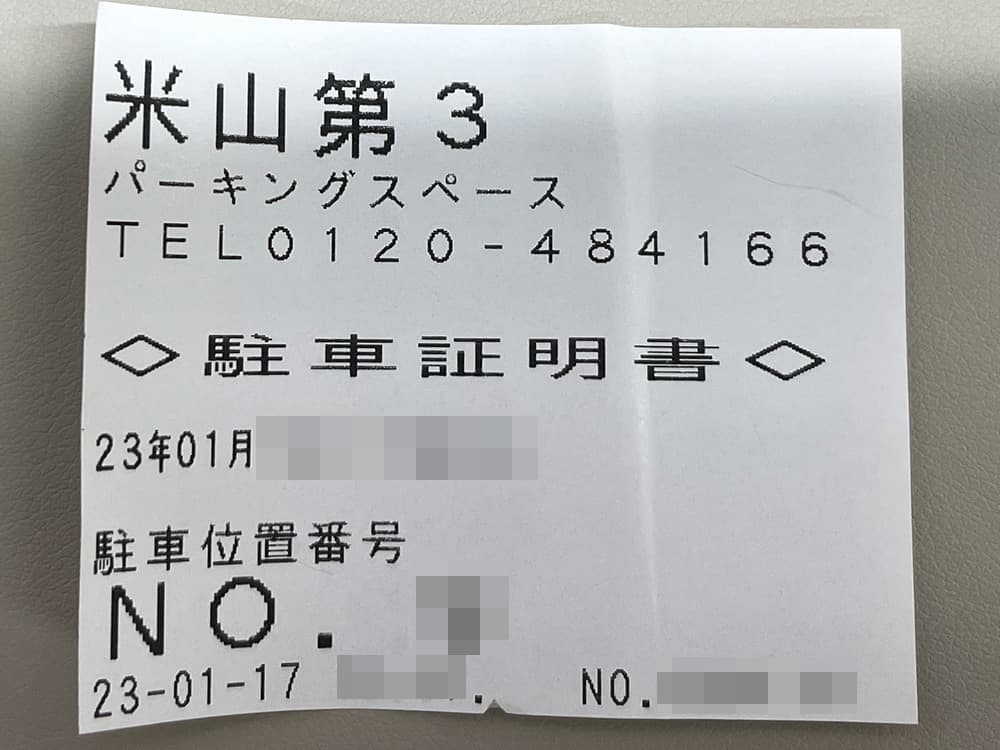 米山第3
パーキングスペース
TEL0120-484166
◇駐車証明書◇
23年01月
駐車位置番号
NO.
23-01-17 NO.